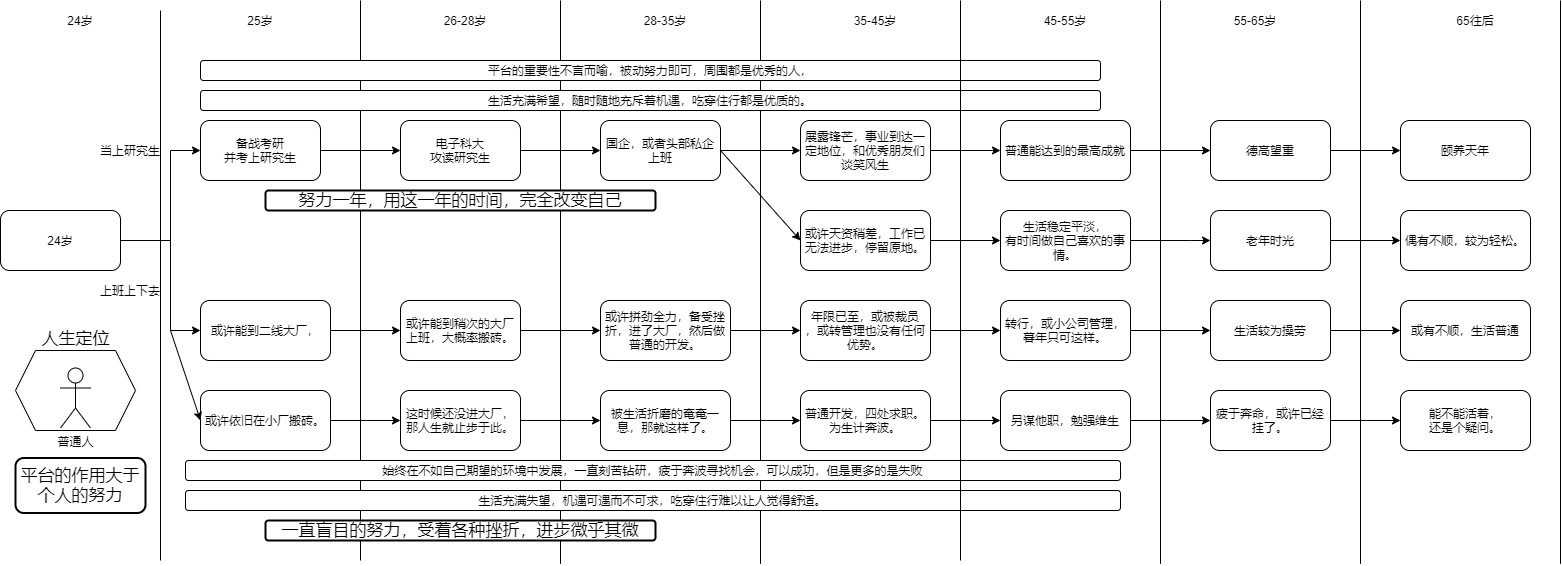 24岁
25岁
26-28岁
28-35岁
35-45岁
45-55岁
55-65岁
65往后
平台的重要性不言而喻，被动努力即可，周围都是优秀的人，
生活充满希望，随时随地充斥着机遇，吃穿住行都是优质的。
当上研究生
备战考研
并考上研究生
电子科大
攻读研究生
国企，或者头部私企
上班
展露锋芒，事业到达一
定地位，和优秀朋友们
谈笑风生
普通能达到的最高成就
德高望重
颐养天年
努力一年，用这一年的时间，完全改变自己
24岁
或许天资稍差，工作已
无法进步，停留原地。
生活稳定平淡，
有时间做自己喜欢的事
情。
老年时光
偶有不顺，较为轻松。
上班上下去
或许能到二线大厂，
或许能到稍次的大厂
上班，大概率搬砖。
或许拼劲全力，备受挫
折，进了大厂，然后做
普通的开发。
年限已至，或被裁员
，或转管理也没有任何
优势。
转行，或小公司管理，
暮年只可这样。
生活较为操劳
或有不顺，生活普通
人生定位
普通人
或许依旧在小厂搬砖。
这时候还没进大厂，
那人生就止步于此。
被生活折磨的奄奄一
息，那就这样了。
普通开发，四处求职。
为生计奔波。
另谋他职，勉强维生
疲于奔命，或许已经
挂了。
能不能活着，
还是个疑问。
平台的作用大于
个人的努力
始终在不如自己期望的环境中发展，一直刻苦钻研，疲于奔波寻找机会，可以成功，但是更多的是失败
生活充满失望，机遇可遇而不可求，吃穿住行难以让人觉得舒适。
一直盲目的努力，受着各种挫折，进步微乎其微